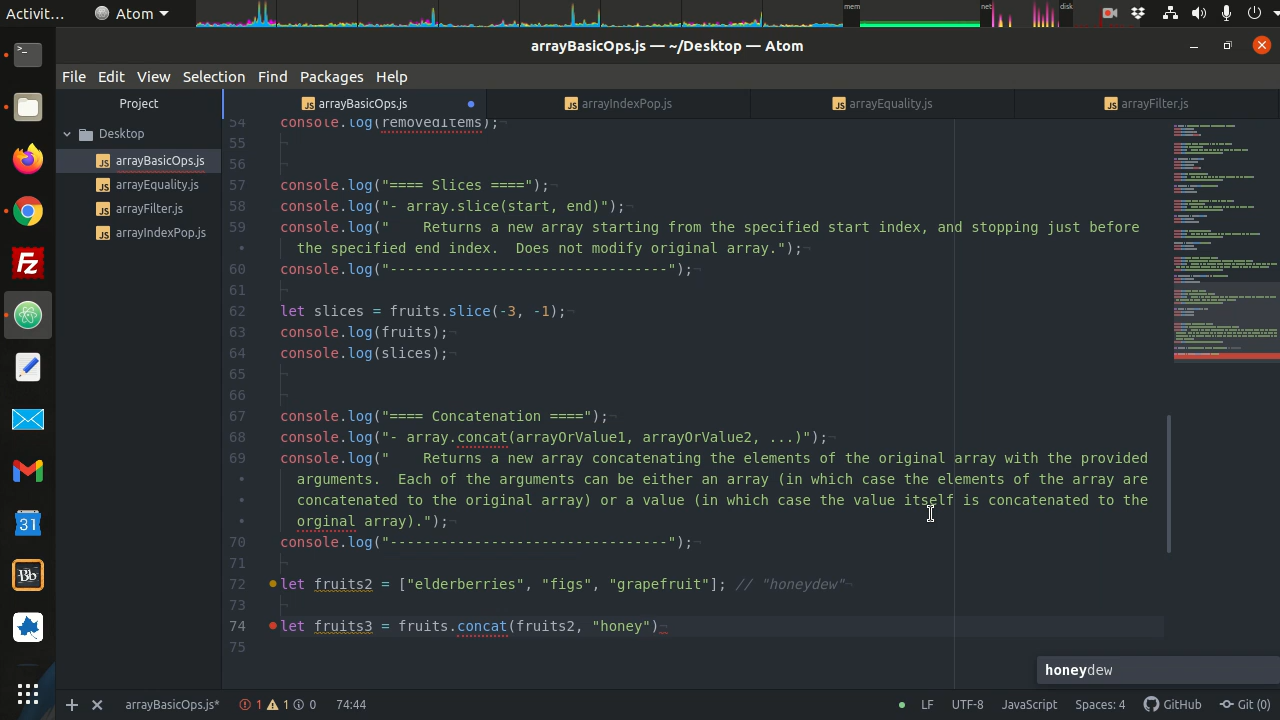 Activit… Atom mem net disk
arrayBasicOps.js — ~/Desktop — Atom
File Edit View Selection Find Packages Help
Project arrayBasicOps.js arrayIndexPop.js arrayEquality.js arrayFilter.js
Desktop
arrayBasicOps.js
arrayEquality.js
arrayFilter.js
arrayIndexPop.js
54 console.log(removedItems);
55
56
57 console.log("==== Slices ====");
58 console.log("- array.slice(start, end)");
59 console.log("    Returns a new array starting from the specified start index, and stopping just before
• the specified end index.  Does not modify original array.");
60 console.log("---------------------------------");
61
62 let slices = fruits.slice(-3, -1);
63 console.log(fruits);
64 console.log(slices);
65
66
67 console.log("==== Concatenation ====");
68 console.log("- array.concat(arrayOrValue1, arrayOrValue2, ...)");
69 console.log("    Returns a new array concatenating the elements of the original array with the provided
• arguments.  Each of the arguments can be either an array (in which case the elements of the array are
• concatenated to the original array) or a value (in which case the value itself is concatenated to the
• orginal array).");
70 console.log("---------------------------------");
71
72 let fruits2 = ["elderberries", "figs", "grapefruit"]; // "honeydew"
73
74 let fruits3 = fruits.concat(fruits2, "honey")
75
honeydew
arrayBasicOps.js* 1 1 0 74:44 LF UTF-8 JavaScript Spaces: 4 GitHub Git (0)